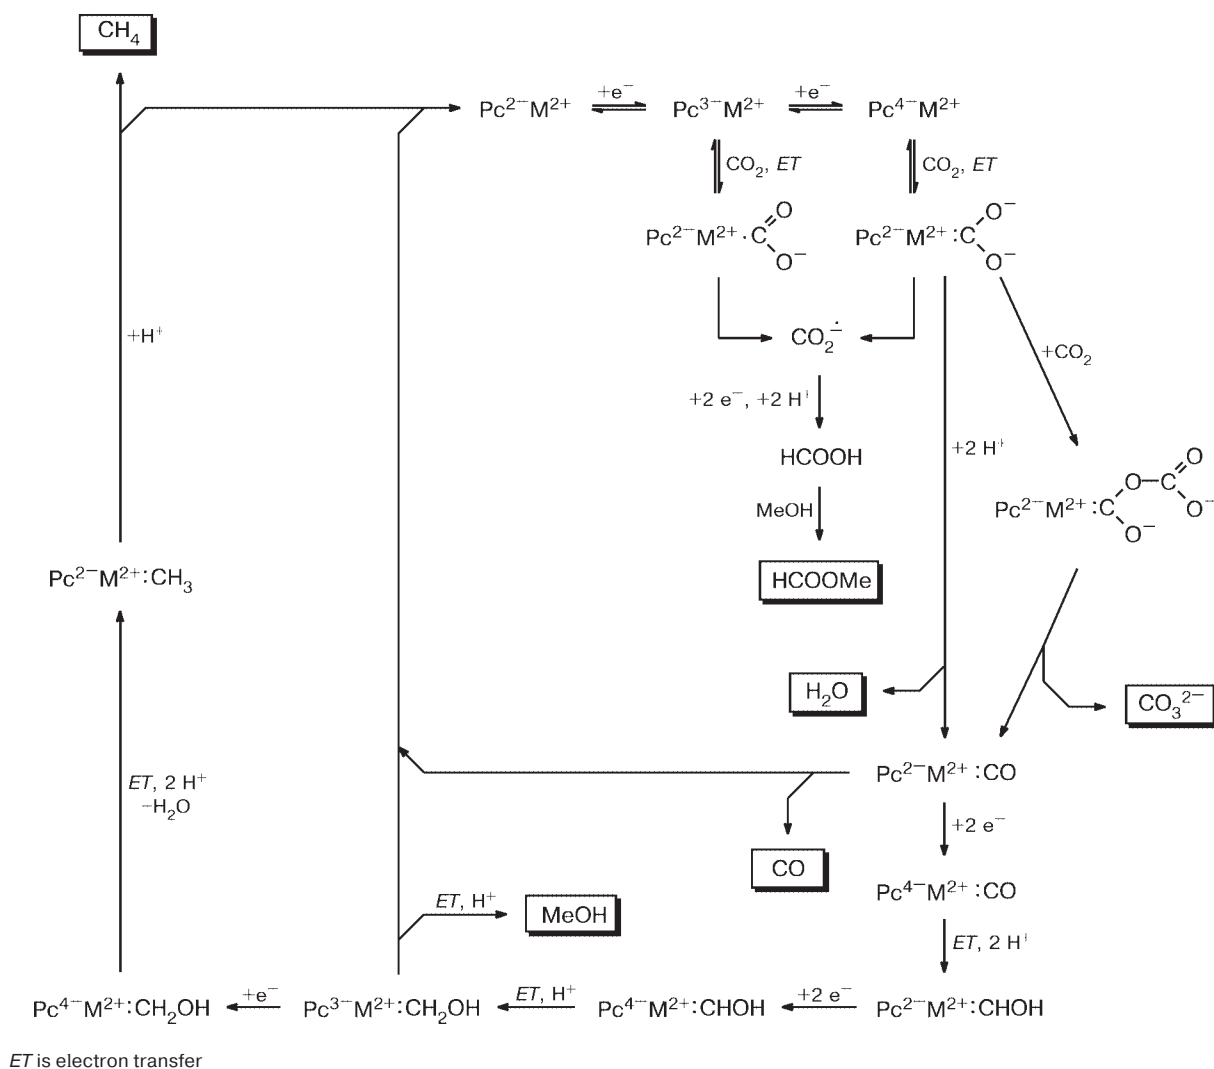 CH₄
Pc²⁻M²⁺ +e⁻ Pc³⁻M²⁺ +e⁻ Pc⁴⁻M²⁺
CO₂, ET CO₂, ET
O O⁻
Pc²⁻M²⁺ · C Pc²⁻M²⁺ :C
O⁻ O⁻
+H⁺ CO₂·⁻
+CO₂
+2 e⁻, +2 H⁺
+2 H⁺
HCOOH
O
O–C
MeOH Pc²⁻M²⁺ :C O⁻
O⁻
Pc²⁻M²⁺:CH₃ HCOOMe
H₂O CO₃²⁻
Pc²⁻M²⁺ :CO
ET, 2 H⁺
–H₂O
+2 e⁻
CO
Pc⁴⁻M²⁺ :CO
ET, H⁺ MeOH
ET, 2 H⁺
Pc⁴⁻M²⁺:CH₂OH +e⁻ Pc³⁻M²⁺:CH₂OH ET, H⁺ Pc⁴⁻M²⁺:CHOH +2 e⁻ Pc²⁻M²⁺:CHOH
ET is electron transfer